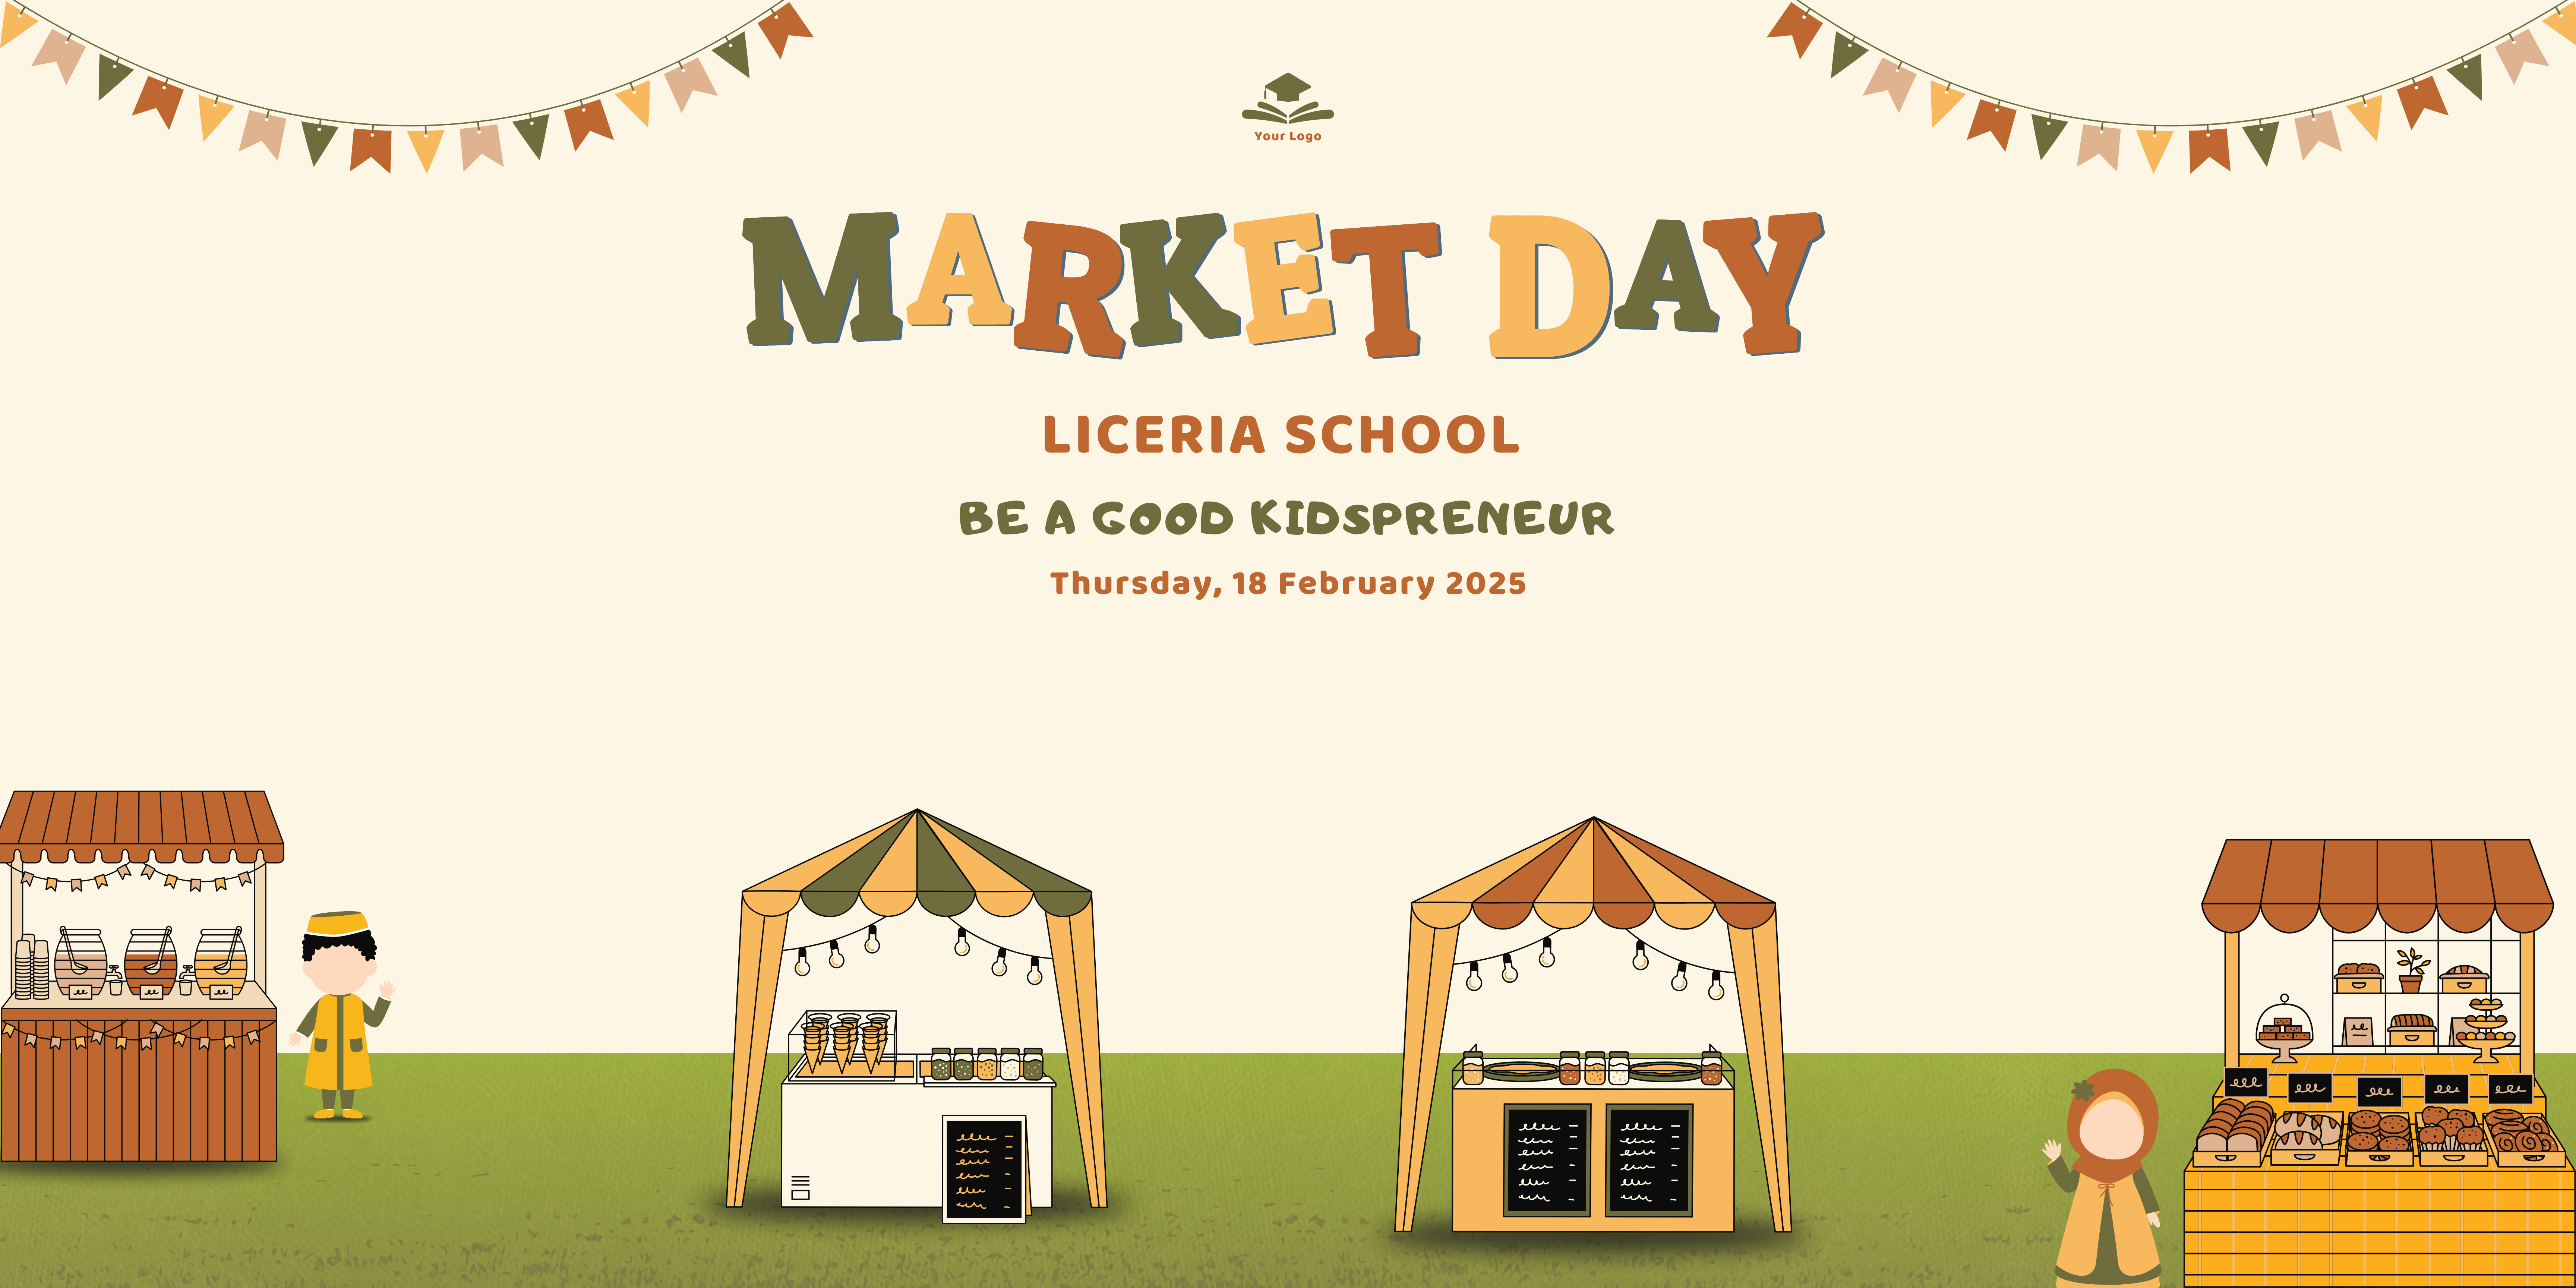 Your Logo
MARKET DAY
LICERIA SCHOOL
BE A GOOD KIDSPRENEUR
Thursday, 18 February 2025